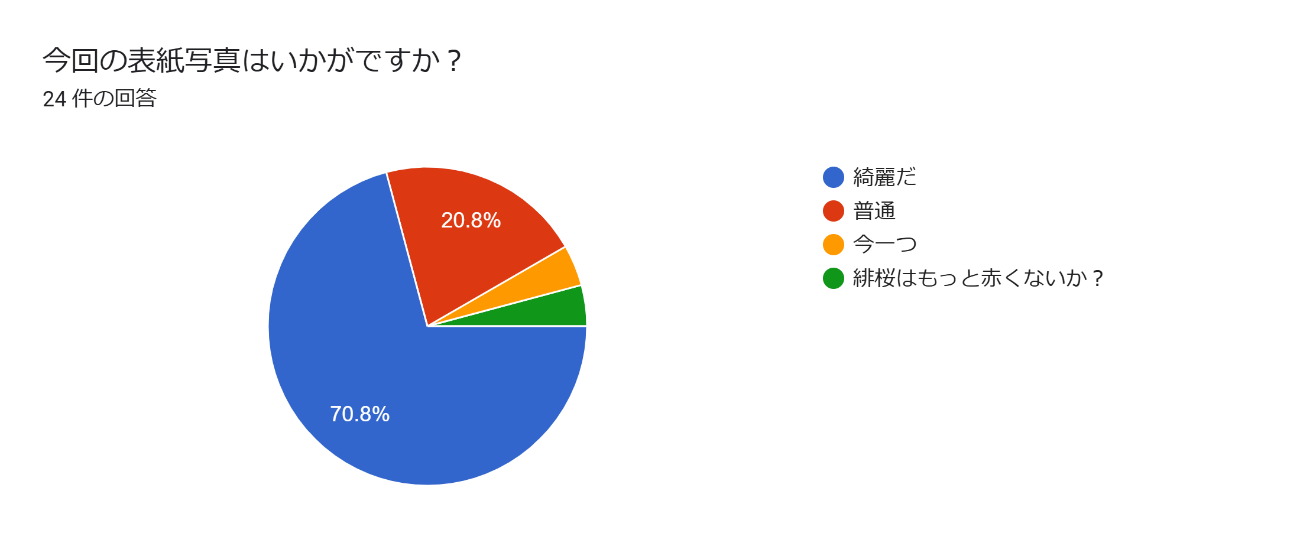 今回の表紙写真はいかがですか？
24 件の回答
綺麗だ
普通
今一つ
緋桜はもっと赤くないか？
20.8%
70.8%